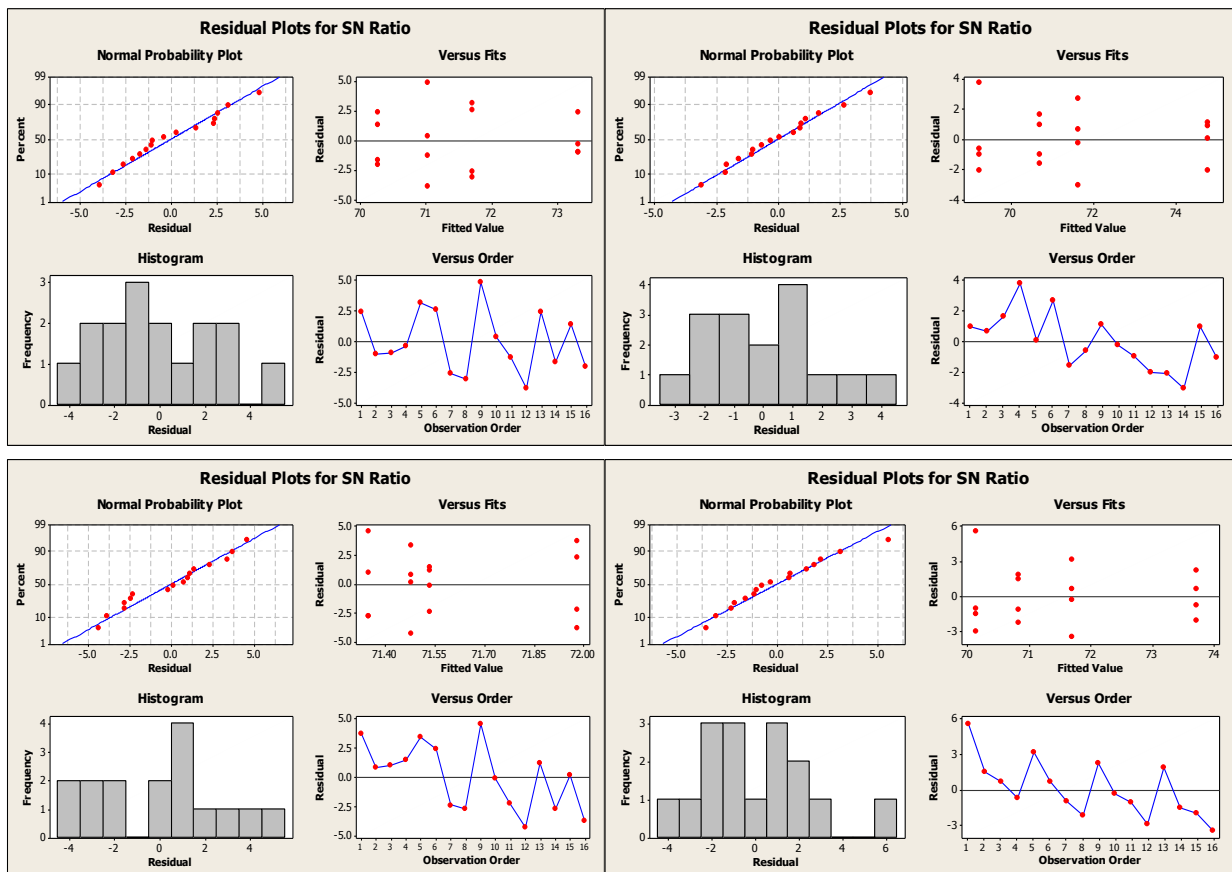 Residual Plots for SN Ratio
Normal Probability Plot
Versus Fits
99
90
50
10
1
Percent
-5.0 -2.5 0.0 2.5 5.0
Residual
5.0
2.5
0.0
-2.5
-5.0
Residual
70 71 72 73
Fitted Value
Histogram
Versus Order
3
2
1
0
Frequency
-4 -2 0 2 4
Residual
5.0
2.5
0.0
-2.5
-5.0
Residual
1 2 3 4 5 6 7 8 9 10 11 12 13 14 15 16
Observation Order
Residual Plots for SN Ratio
Normal Probability Plot
Versus Fits
99
90
50
10
1
Percent
-5.0 -2.5 0.0 2.5 5.0
Residual
4
2
0
-2
-4
Residual
70 72 74
Fitted Value
Histogram
Versus Order
4
3
2
1
0
Frequency
-3 -2 -1 0 1 2 3 4
Residual
4
2
0
-2
-4
Residual
1 2 3 4 5 6 7 8 9 10 11 12 13 14 15 16
Observation Order
Residual Plots for SN Ratio
Normal Probability Plot
Versus Fits
99
90
50
10
1
Percent
-5.0 -2.5 0.0 2.5 5.0
Residual
5.0
2.5
0.0
-2.5
-5.0
Residual
71.40 71.55 71.70 71.85 72.00
Fitted Value
Histogram
Versus Order
4
3
2
1
0
Frequency
-4 -2 0 2 4
Residual
5.0
2.5
0.0
-2.5
-5.0
Residual
1 2 3 4 5 6 7 8 9 10 11 12 13 14 15 16
Observation Order
Residual Plots for SN Ratio
Normal Probability Plot
Versus Fits
99
90
50
10
1
Percent
-5.0 -2.5 0.0 2.5 5.0
Residual
6
3
0
-3
Residual
70 71 72 73 74
Fitted Value
Histogram
Versus Order
3
2
1
0
Frequency
-4 -2 0 2 4 6
Residual
6
3
0
-3
Residual
1 2 3 4 5 6 7 8 9 10 11 12 13 14 15 16
Observation Order